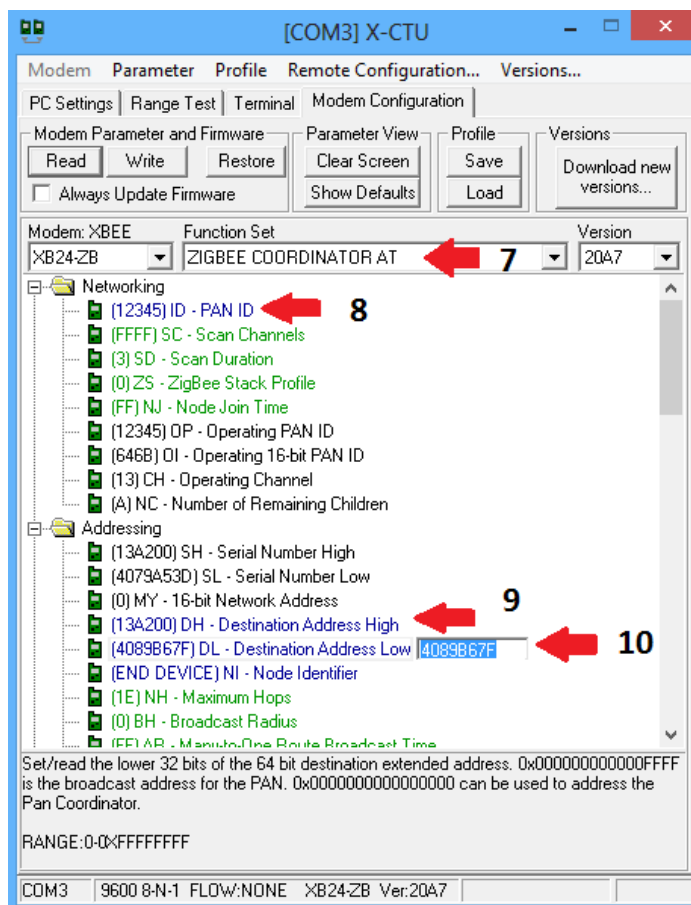 [COM3] X-CTU
Modem Parameter Profile Remote Configuration... Versions...
PC Settings Range Test Terminal Modem Configuration
Modem Parameter and Firmware Parameter View Profile Versions
Read Write Restore Clear Screen Save Download new versions...
Always Update Firmware Show Defaults Load
Modem: XBEE Function Set Version
XB24-ZB ZIGBEE COORDINATOR AT 7 20A7
Networking
(12345) ID - PAN ID 8
(FFFF) SC - Scan Channels
(3) SD - Scan Duration
(0) ZS - ZigBee Stack Profile
(FF) NJ - Node Join Time
(12345) OP - Operating PAN ID
(646B) OI - Operating 16-bit PAN ID
(13) CH - Operating Channel
(A) NC - Number of Remaining Children
Addressing
(13A200) SH - Serial Number High
(4079A53D) SL - Serial Number Low
(0) MY - 16-bit Network Address
(13A200) DH - Destination Address High 9
(4089B67F) DL - Destination Address Low 4089B67F 10
(END DEVICE) NI - Node Identifier
(1E) NH - Maximum Hops
(0) BH - Broadcast Radius
(FF) AR - Many-to-One Route Broadcast Time
Set/read the lower 32 bits of the 64 bit destination extended address. 0x000000000000FFFF
is the broadcast address for the PAN. 0x0000000000000000 can be used to address the
Pan Coordinator.
RANGE:0-0XFFFFFFFF
COM3 9600 8-N-1 FLOW:NONE XB24-ZB Ver:20A7